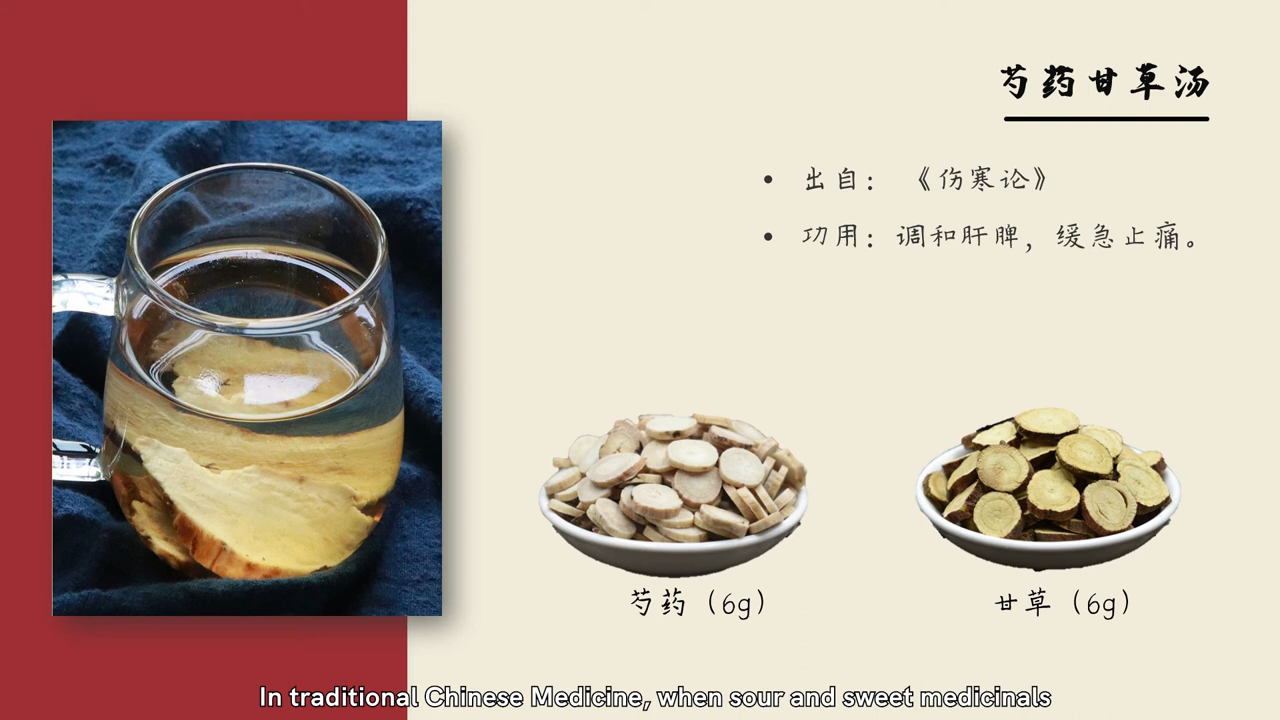 芍药甘草汤
• 出自：《伤寒论》
• 功用：调和肝脾，缓急止痛。
芍药（6g）
甘草（6g）
In traditional Chinese Medicine, when sour and sweet medicinals